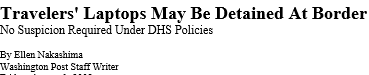 Travelers' Laptops May Be Detained At Border
No Suspicion Required Under DHS Policies
By Ellen Nakashima
Washington Post Staff Writer